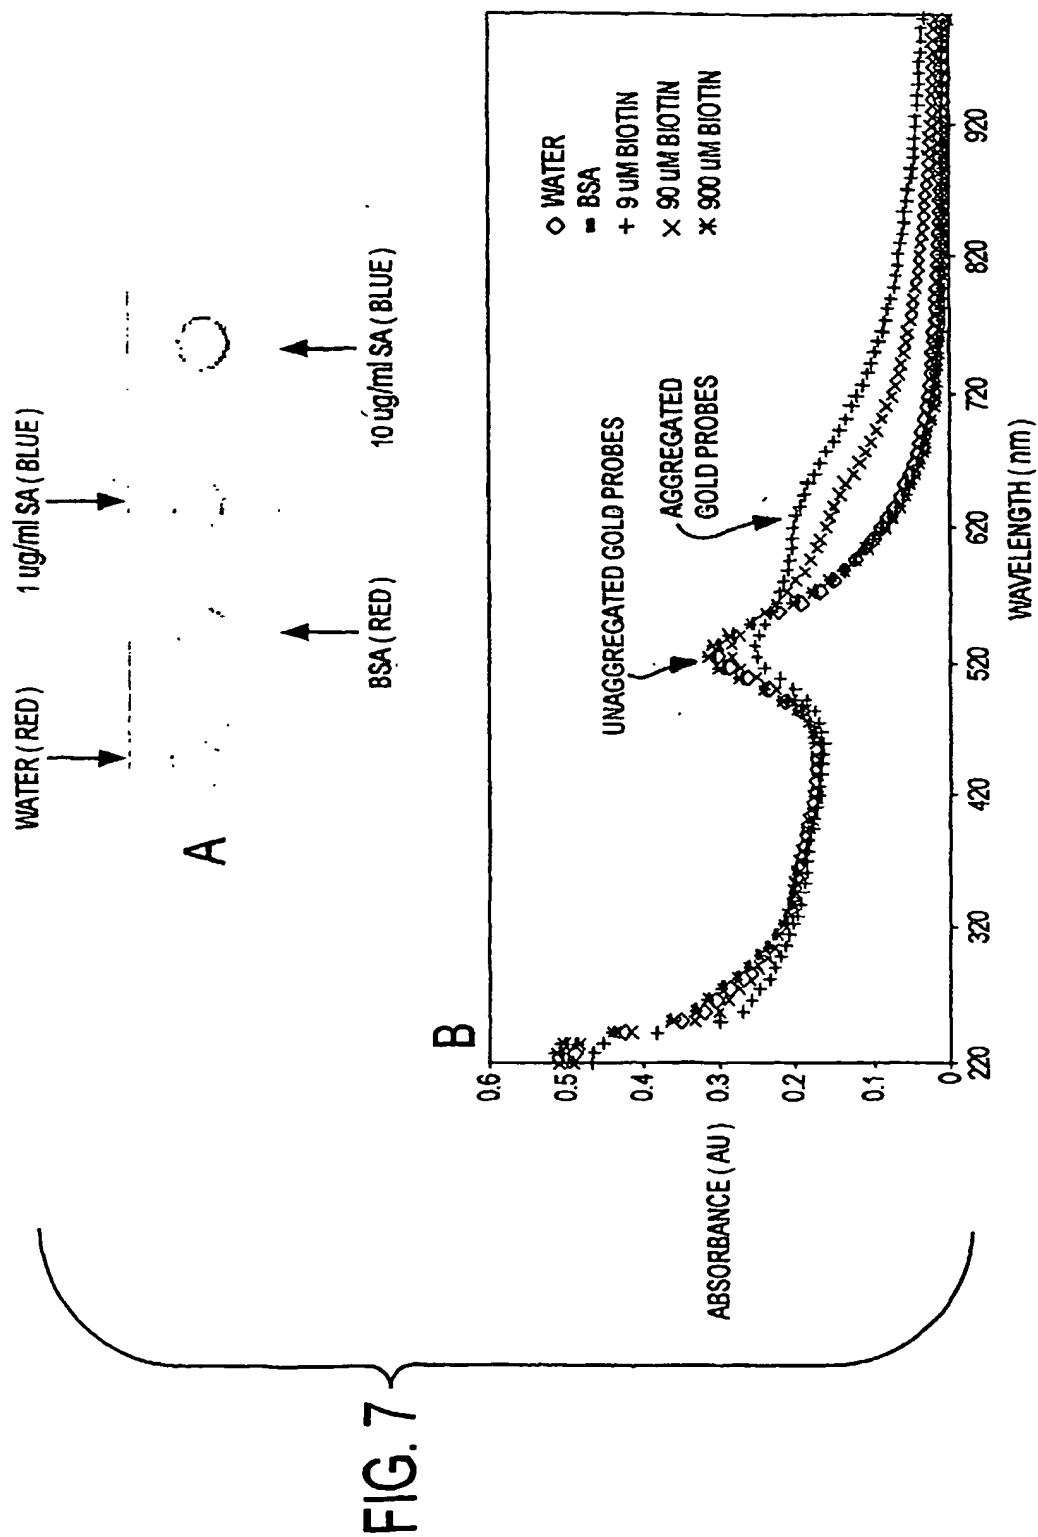 FIG. 7
A
WATER ( RED )
1 ug/ml SA ( BLUE )
BSA ( RED )
10 ug/ml SA ( BLUE )
B
ABSORBANCE ( AU )
0.6
0.5
0.4
0.3
0.2
0.1
0
220
320
420
520
620
720
820
920
WAVELENGTH ( nm )
UNAGGREGATED GOLD PROBES
AGGREGATED
GOLD PROBES
◇ WATER
- BSA
+ 9 uM BIOTIN
× 90 uM BIOTIN
* 900 uM BIOTIN